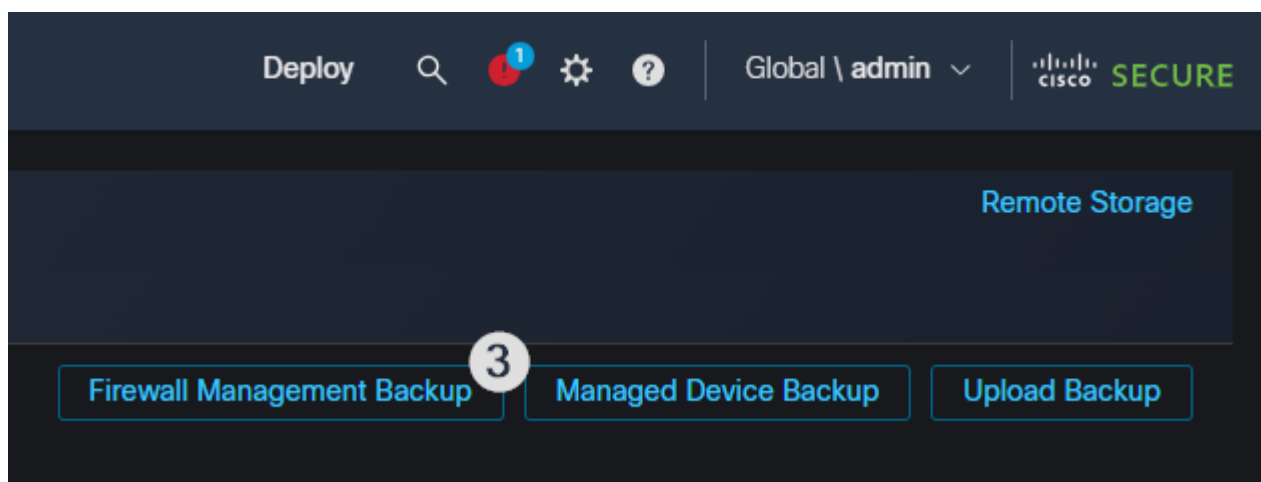 Deploy 1 ! ? Global \ admin cisco SECURE
Remote Storage
3
Firewall Management Backup Managed Device Backup Upload Backup